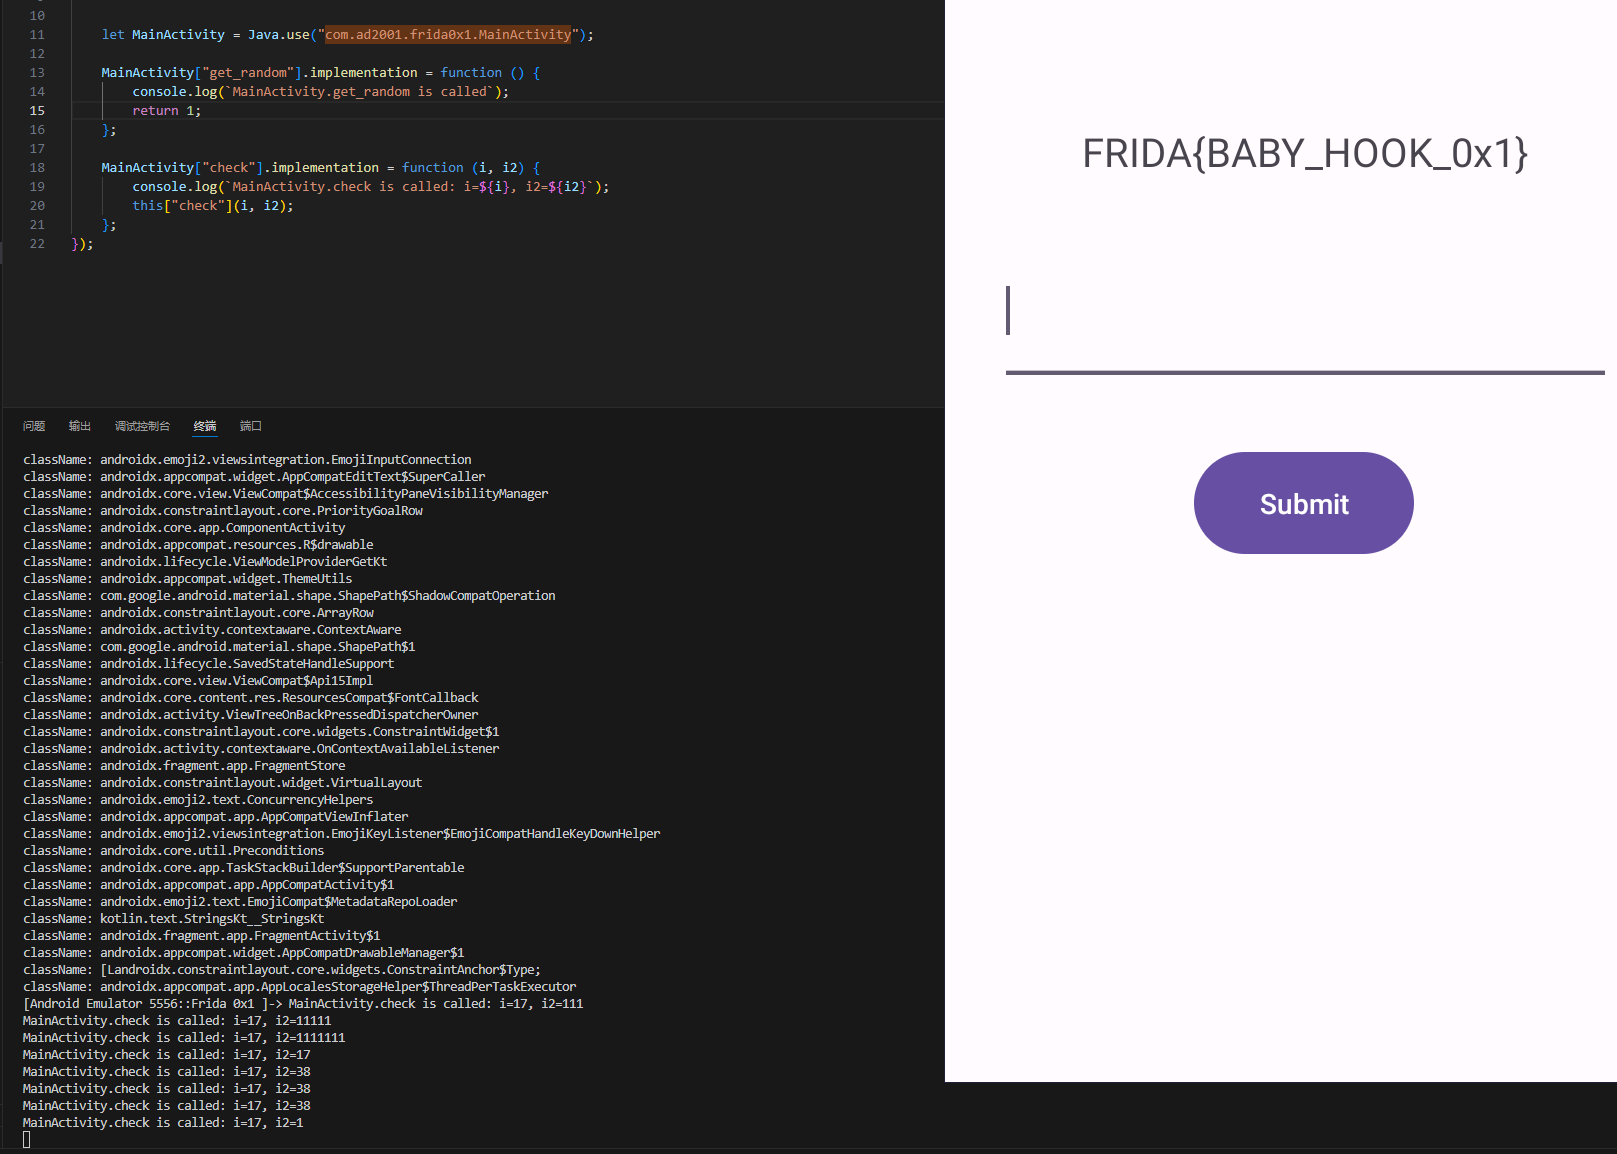 10
11 let MainActivity = Java.use("com.ad2001.frida0x1.MainActivity");
12
13 MainActivity["get_random"].implementation = function () {
14 console.log(`MainActivity.get_random is called`);
15 return 1;
16 };
17
18 MainActivity["check"].implementation = function (i, i2) {
19 console.log(`MainActivity.check is called: i=${i}, i2=${i2}`);
20 this["check"](i, i2);
21 };
22 });
问题 输出 调试控制台 终端 端口
className: androidx.emoji2.viewsintegration.EmojiInputConnection
className: androidx.appcompat.widget.AppCompatEditText$SuperCaller
className: androidx.core.view.ViewCompat$AccessibilityPaneVisibilityManager
className: androidx.constraintlayout.core.PriorityGoalRow
className: androidx.core.app.ComponentActivity
className: androidx.appcompat.resources.R$drawable
className: androidx.lifecycle.ViewModelProviderGetKt
className: androidx.appcompat.widget.ThemeUtils
className: com.google.android.material.shape.ShapePath$ShadowCompatOperation
className: androidx.constraintlayout.core.ArrayRow
className: androidx.activity.contextaware.ContextAware
className: com.google.android.material.shape.ShapePath$1
className: androidx.lifecycle.SavedStateHandleSupport
className: androidx.core.view.ViewCompat$Api15Impl
className: androidx.core.content.res.ResourcesCompat$FontCallback
className: androidx.activity.ViewTreeOnBackPressedDispatcherOwner
className: androidx.constraintlayout.core.widgets.ConstraintWidget$1
className: androidx.activity.contextaware.OnContextAvailableListener
className: androidx.fragment.app.FragmentStore
className: androidx.constraintlayout.widget.VirtualLayout
className: androidx.emoji2.text.ConcurrencyHelpers
className: androidx.appcompat.app.AppCompatViewInflater
className: androidx.emoji2.viewsintegration.EmojiKeyListener$EmojiCompatHandleKeyDownHelper
className: androidx.core.util.Preconditions
className: androidx.core.app.TaskStackBuilder$SupportParentable
className: androidx.appcompat.app.AppCompatActivity$1
className: androidx.emoji2.text.EmojiCompat$MetadataRepoLoader
className: kotlin.text.StringsKt__StringsKt
className: androidx.fragment.app.FragmentActivity$1
className: androidx.appcompat.widget.AppCompatDrawableManager$1
className: [Landroidx.constraintlayout.core.widgets.ConstraintAnchor$Type;
className: androidx.appcompat.app.AppLocalesStorageHelper$ThreadPerTaskExecutor
[Android Emulator 5556::Frida 0x1 ]-> MainActivity.check is called: i=17, i2=111
MainActivity.check is called: i=17, i2=11111
MainActivity.check is called: i=17, i2=1111111
MainActivity.check is called: i=17, i2=17
MainActivity.check is called: i=17, i2=38
MainActivity.check is called: i=17, i2=38
MainActivity.check is called: i=17, i2=38
MainActivity.check is called: i=17, i2=1
FRIDA{BABY_HOOK_0x1}
Submit